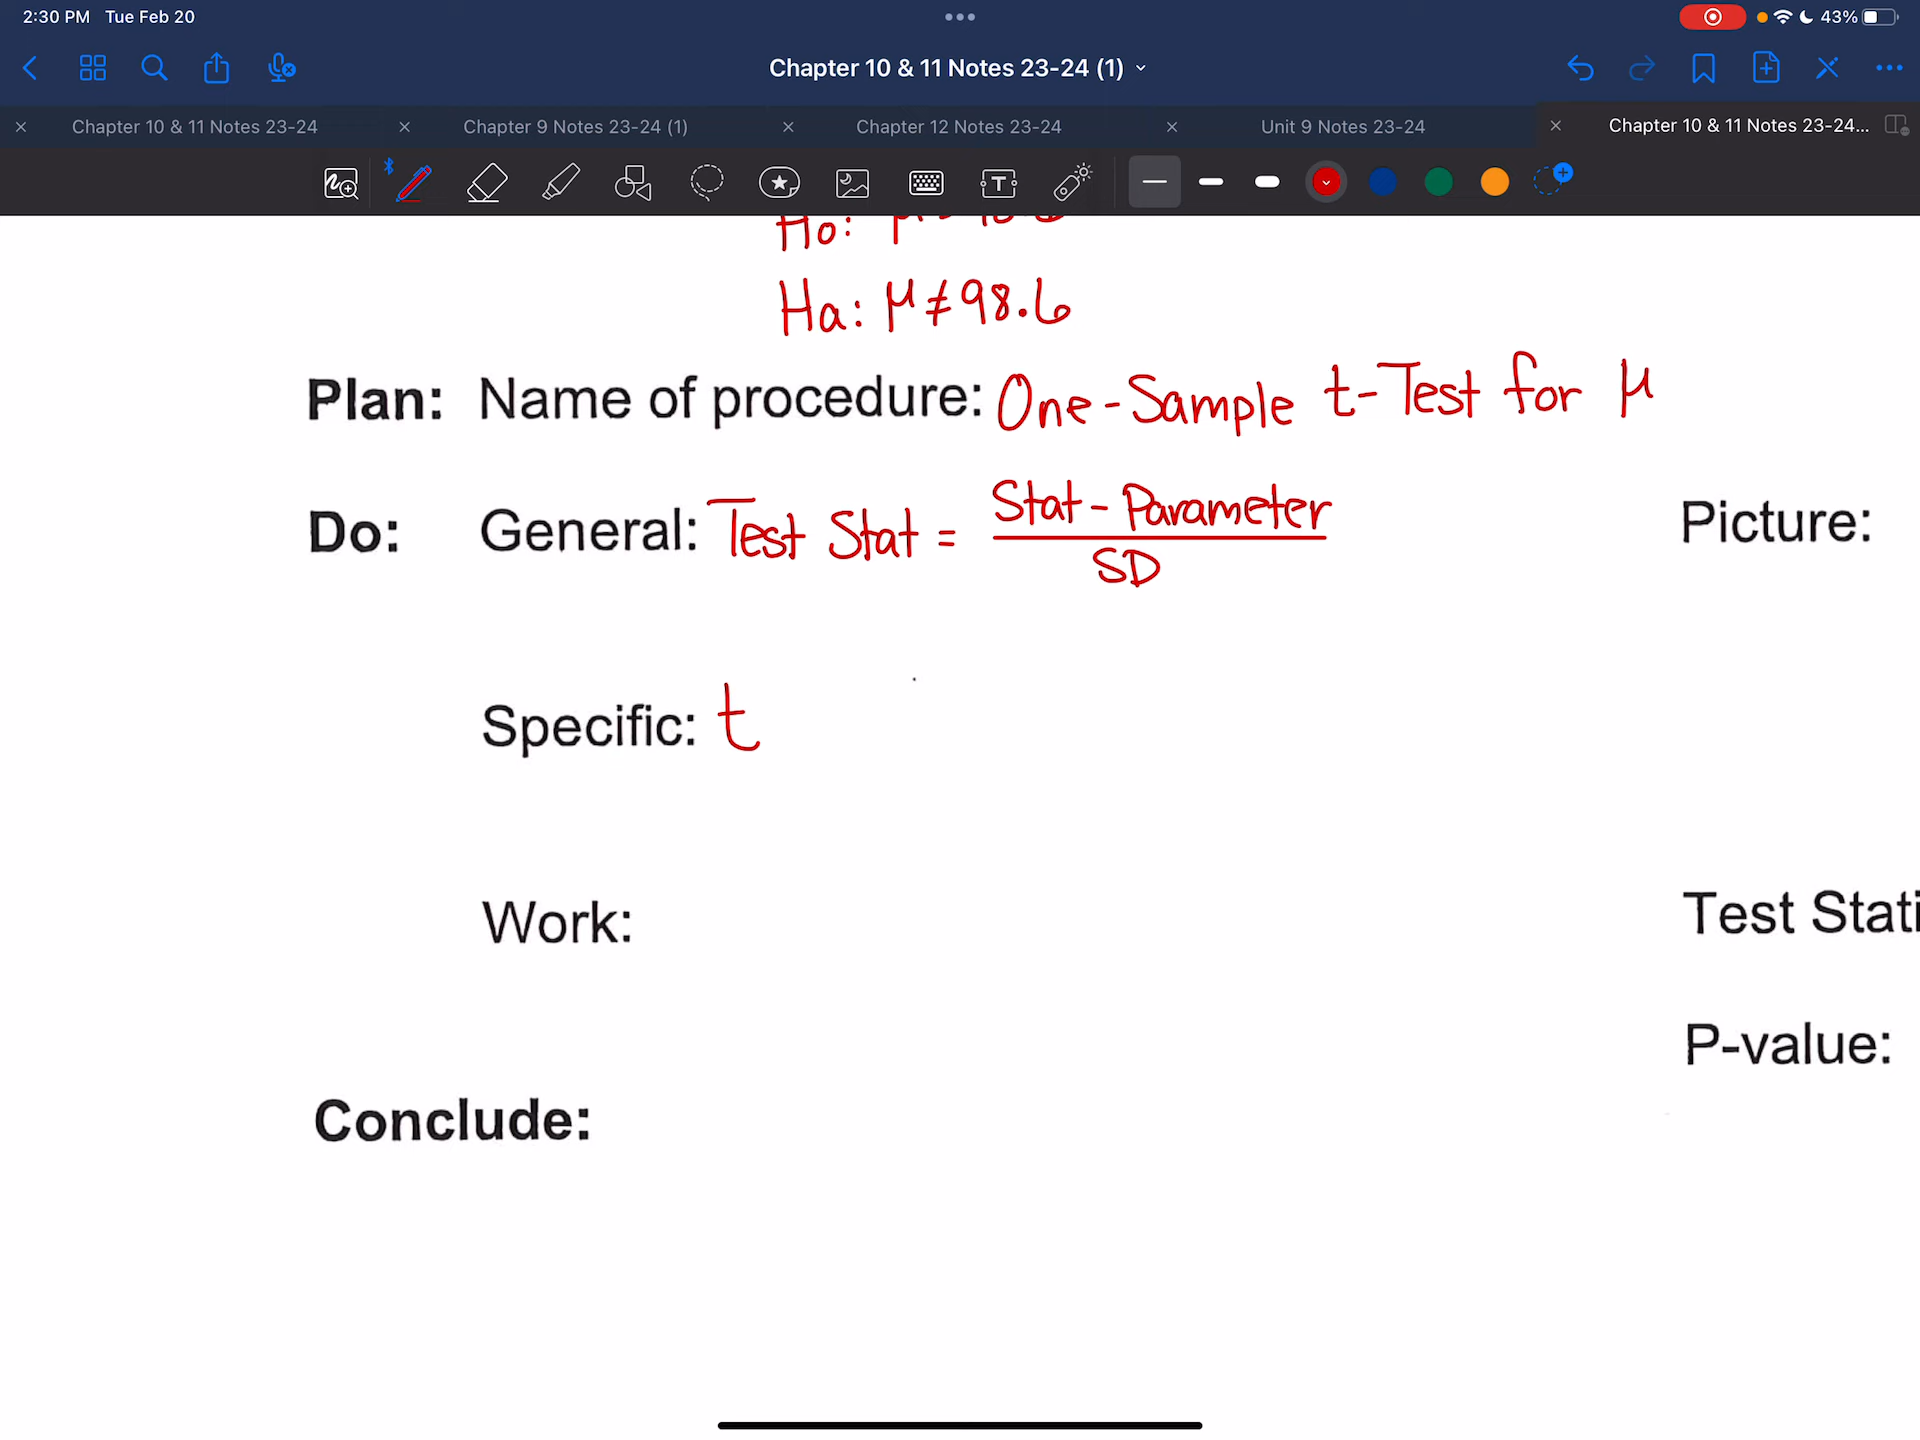 2:30 PM Tue Feb 20
43%
Chapter 10 & 11 Notes 23-24 (1)
Chapter 10 & 11 Notes 23-24
Chapter 9 Notes 23-24 (1)
Chapter 12 Notes 23-24
Unit 9 Notes 23-24
Chapter 10 & 11 Notes 23-24...
Ho: μ
Ha: μ ≠ 98.6
Plan: Name of procedure: One-Sample t-Test for μ
Do: General: Test Stat = Stat - Parameter
SD
Picture:
Specific: t
Work:
Test Stati
P-value:
Conclude: